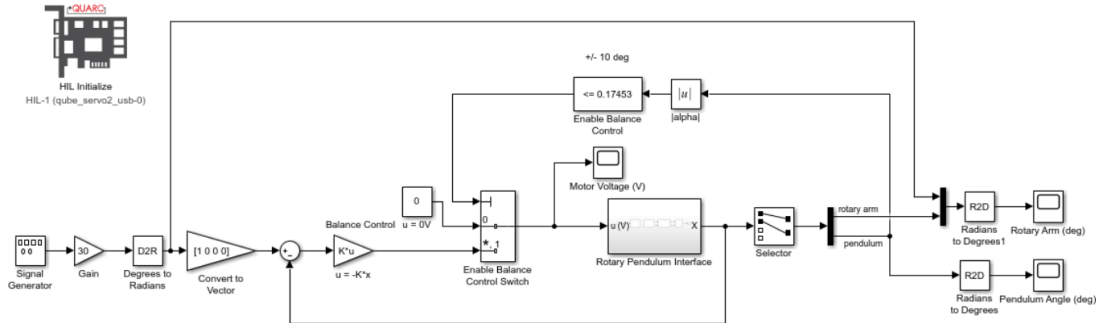 QUARC
HIL Initialize
HIL-1 (qube_servo2_usb-0)
+/- 10 deg
<= 0.17453
|u|
Enable Balance
Control
|alpha|
Motor Voltage (V)
0
Balance Control
u = 0V
0
*, 1
Enable Balance
Control Switch
Signal
Generator
30
Gain
D2R
Degrees to
Radians
[1 0 0 0]
Convert to
Vector
+
-
K*u
u = -K*x
u (V)
X
Rotary Pendulum Interface
Selector
rotary arm
pendulum
R2D
Radians
to Degrees1
Rotary Arm (deg)
R2D
Radians
to Degrees
Pendulum Angle (deg)